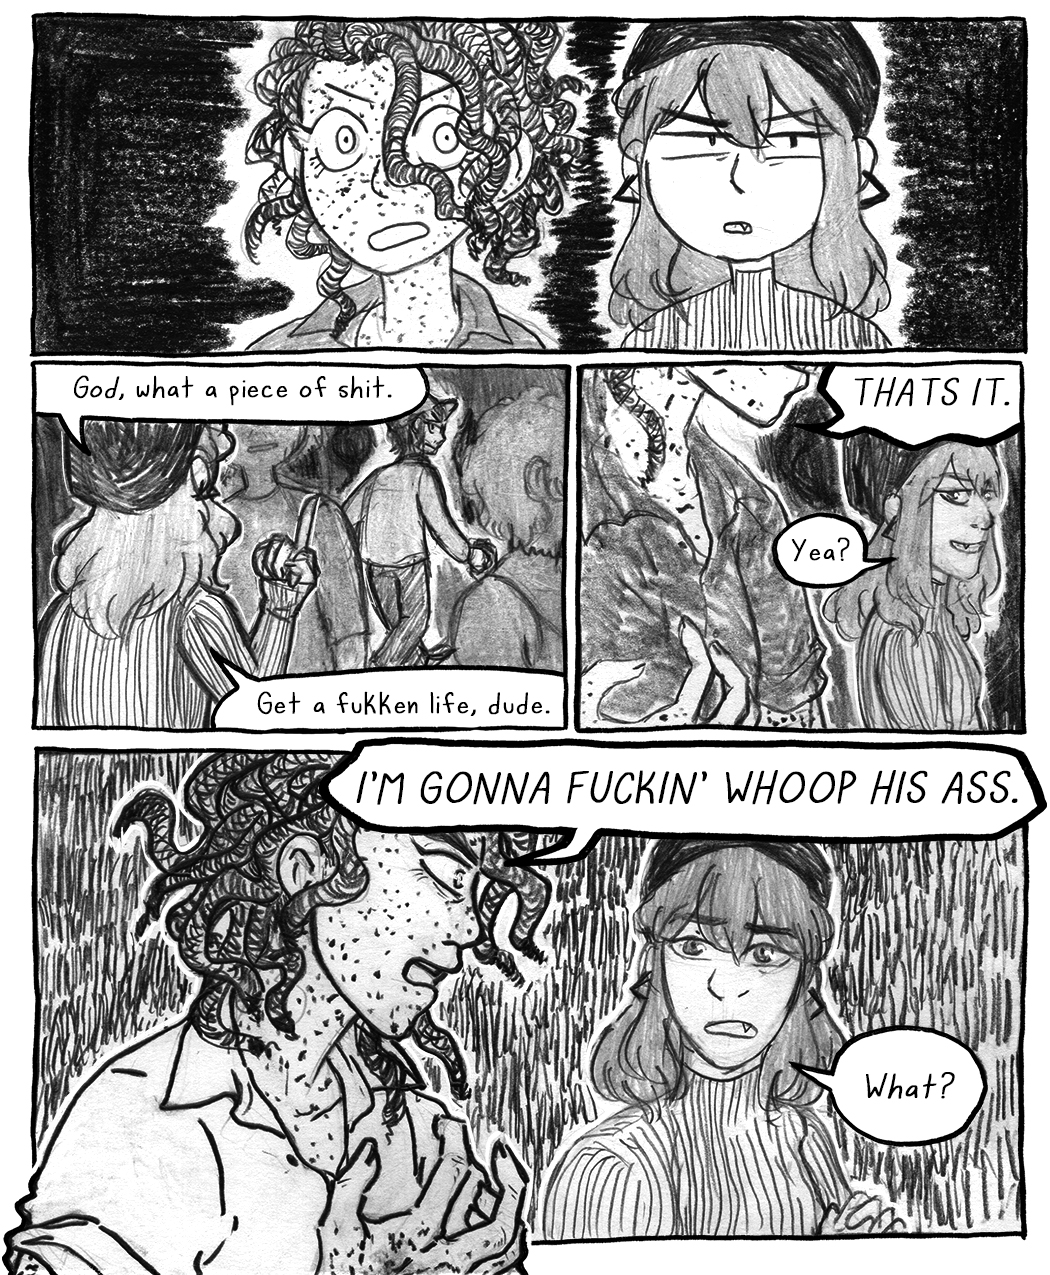 God, what a piece of shit.
Get a fukken life, dude.
THATS IT.
Yea?
I'M GONNA FUCKIN' WHOOP HIS ASS.
What?